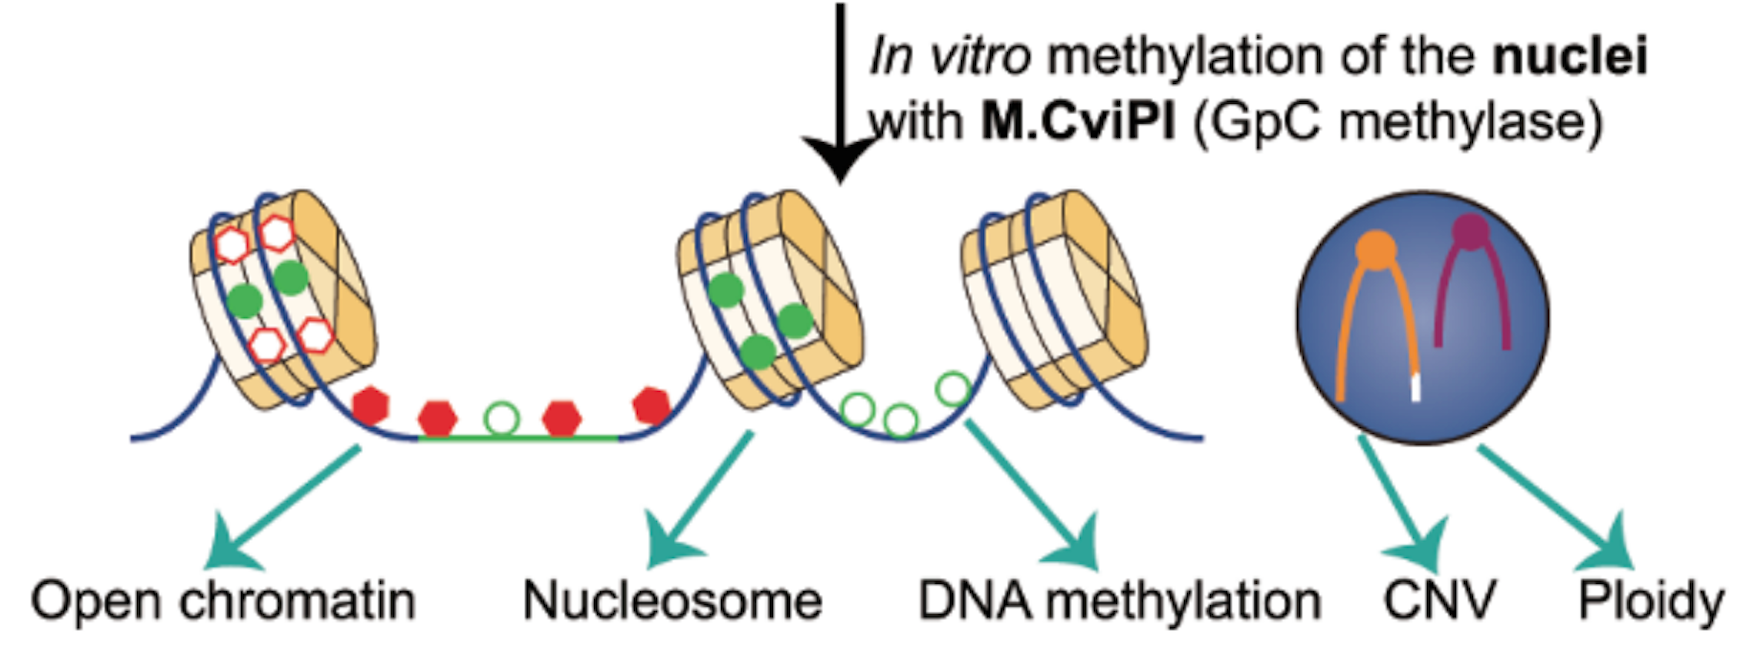 In vitro methylation of the nuclei
with M.CviPI (GpC methylase)
Open chromatin
Nucleosome
DNA methylation
CNV
Ploidy